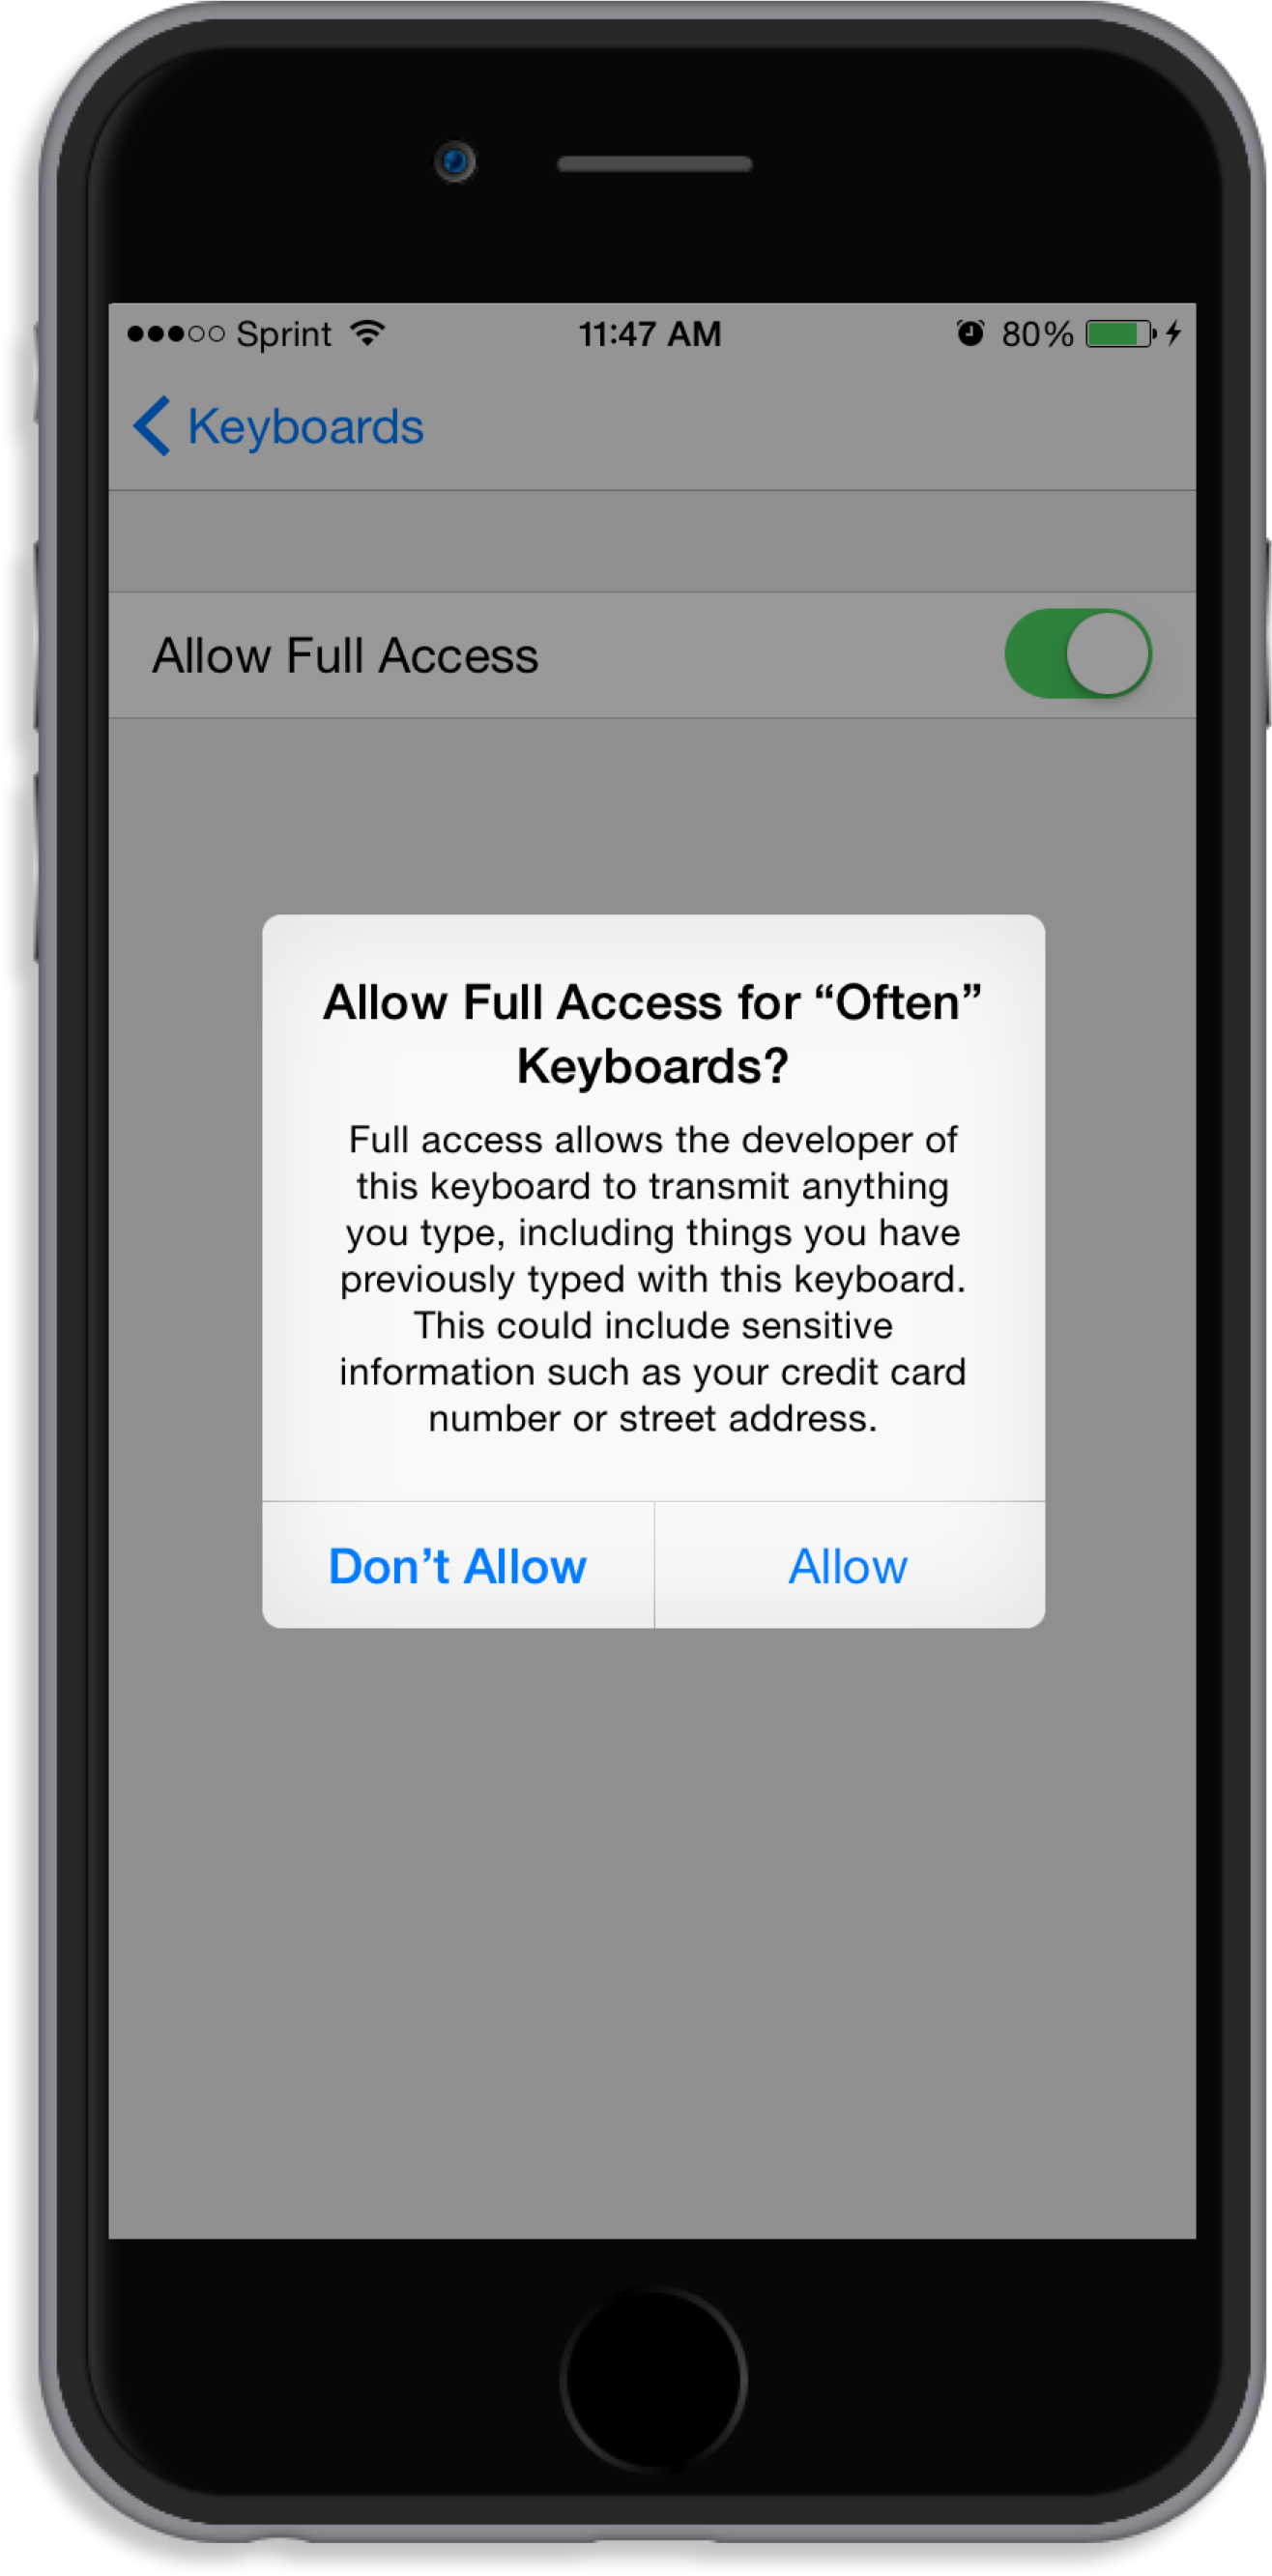 Sprint 11:47 AM 80%
Keyboards
Allow Full Access
Allow Full Access for “Often”
Keyboards?
Full access allows the developer of
this keyboard to transmit anything
you type, including things you have
previously typed with this keyboard.
This could include sensitive
information such as your credit card
number or street address.
Don’t Allow Allow